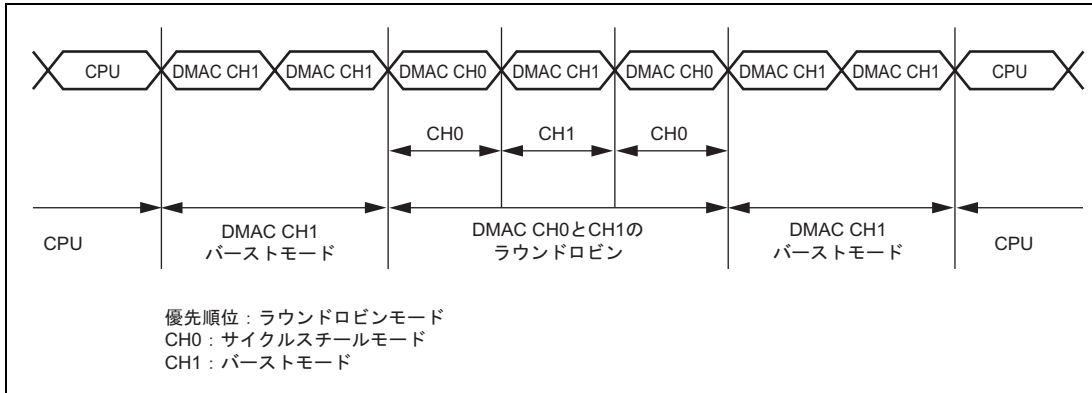 CPU DMAC CH1 DMAC CH1 DMAC CH0 DMAC CH1 DMAC CH0 DMAC CH1 DMAC CH1 CPU
CH0 CH1 CH0
CPU
DMAC CH1
バーストモード
DMAC CH0とCH1の
ラウンドロビン
DMAC CH1
バーストモード
CPU
優先順位：ラウンドロビンモード
CH0：サイクルスチールモード
CH1：バーストモード